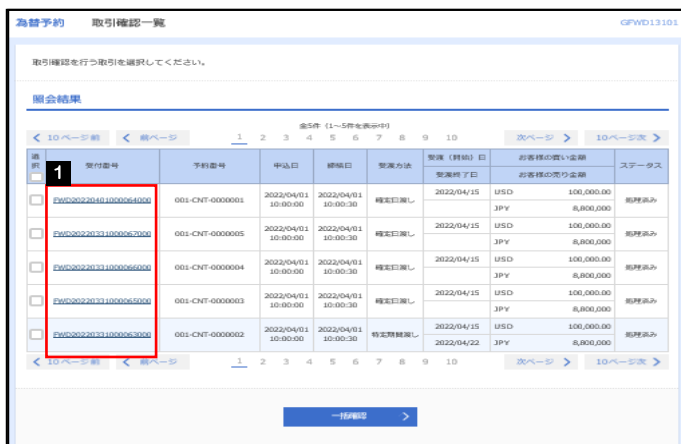 為替予約 取引確認一覧 GFWD13101
取引確認を行う取引を選択してください。
照会結果
全5件（1～5件を表示中）
10ページ前 前ページ 1 2 3 4 5 6 7 8 9 10 次ページ 10ページ次
選択 受付番号 予約番号 申込日 締結日 受渡方法 受渡（開始）日 お客様の買い金額 ステータス
受渡終了日 お客様の売り金額
1
FWD20220401000064000 001-CNT-0000001 2022/04/01 10:00:00 2022/04/01 10:00:30 確定日渡し 2022/04/15 USD 100,000.00 処理済み
JPY 8,800,000
FWD20220331000067000 001-CNT-0000005 2022/04/01 10:00:00 2022/04/01 10:00:30 確定日渡し 2022/04/15 USD 100,000.00 処理済み
JPY 8,800,000
FWD20220331000066000 001-CNT-0000004 2022/04/01 10:00:00 2022/04/01 10:00:30 確定日渡し 2022/04/15 USD 100,000.00 処理済み
JPY 8,800,000
FWD20220331000065000 001-CNT-0000003 2022/04/01 10:00:00 2022/04/01 10:00:30 確定日渡し 2022/04/15 USD 100,000.00 処理済み
JPY 8,800,000
FWD20220331000063000 001-CNT-0000002 2022/04/01 10:00:00 2022/04/01 10:00:30 特定期間渡し 2022/04/15 USD 100,000.00 処理済み
2022/04/22 JPY 8,800,000
10ページ前 前ページ 1 2 3 4 5 6 7 8 9 10 次ページ 10ページ次
一括確認